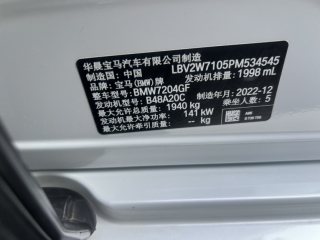 华晨宝马汽车有限公司制造
制造国: 中国 LBV2W7105PM534545
品牌: 宝马(BMW)牌 发动机排量: 1998 mL
整车型号: BMW7204GF
发动机型号: B48A20C 制造年月: 2022-12
最大允许总质量: 1940 kg 乘坐人数: 5
发动机最大净功率: 141 kW
最大允许牵引总质量: - kg